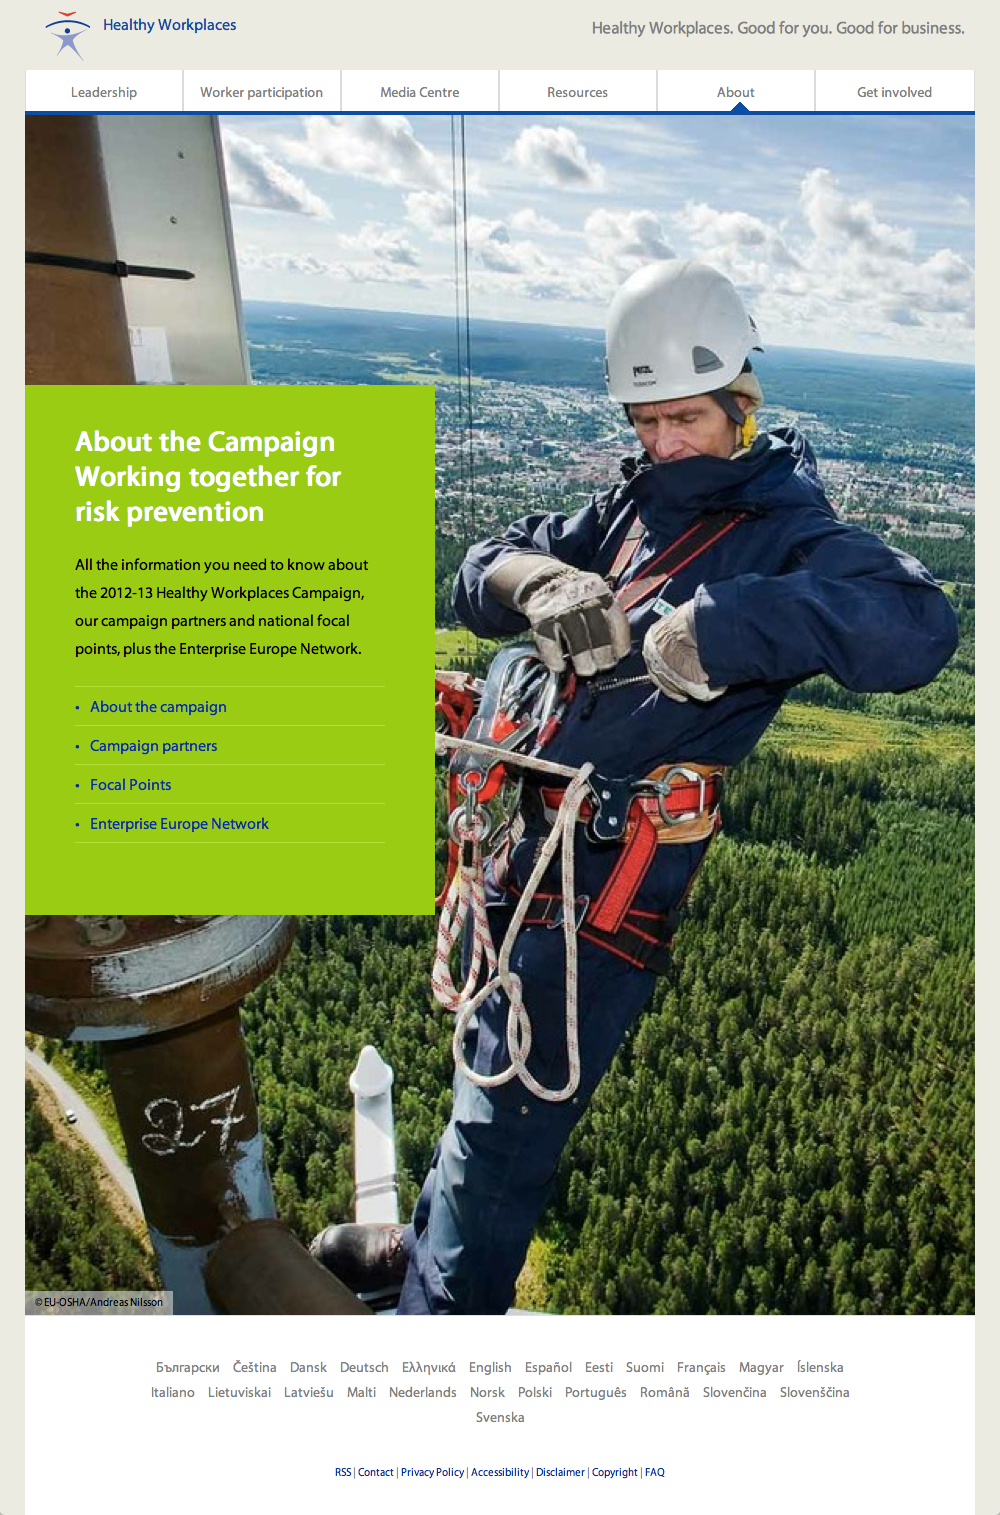 Healthy Workplaces
Healthy Workplaces. Good for you. Good for business.
Leadership
Worker participation
Media Centre
Resources
About
Get involved
PETZL
About the Campaign
Working together for
risk prevention
All the information you need to know about
the 2012-13 Healthy Workplaces Campaign,
our campaign partners and national focal
points, plus the Enterprise Europe Network.
• About the campaign
• Campaign partners
• Focal Points
• Enterprise Europe Network
27
© EU-OSHA/Andreas Nilsson
Български Čeština Dansk Deutsch Ελληνικά English Español Eesti Suomi Français Magyar Íslenska
Italiano Lietuviskai Latviešu Malti Nederlands Norsk Polski Português Română Slovenčina Slovenščina
Svenska
RSS | Contact | Privacy Policy | Accessibility | Disclaimer | Copyright | FAQ